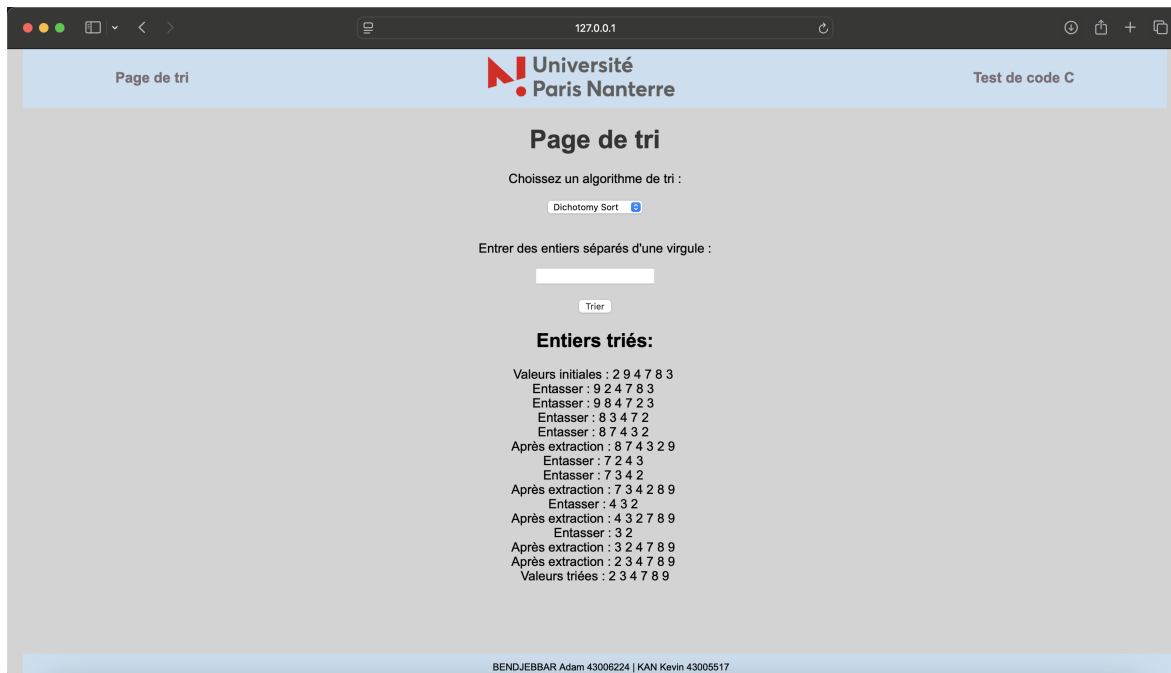 127.0.0.1
Page de tri
Université
Paris Nanterre
Test de code C
Page de tri
Choissez un algorithme de tri :
Dichotomy Sort
Entrer des entiers séparés d'une virgule :
Trier
Entiers triés:
Valeurs initiales : 2 9 4 7 8 3
Entasser : 9 2 4 7 8 3
Entasser : 9 8 4 7 2 3
Entasser : 8 3 4 7 2
Entasser : 8 7 4 3 2
Après extraction : 8 7 4 3 2 9
Entasser : 7 2 4 3
Entasser : 7 3 4 2
Après extraction : 7 3 4 2 8 9
Entasser : 4 3 2
Après extraction : 4 3 2 7 8 9
Entasser : 3 2
Après extraction : 3 2 4 7 8 9
Après extraction : 2 3 4 7 8 9
Valeurs triées : 2 3 4 7 8 9
BENDJEBBAR Adam 43006224 | KAN Kevin 43005517